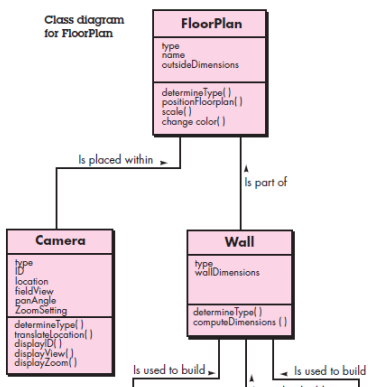 Class diagram
for FloorPlan
FloorPlan
type
name
outsideDimensions
determineType( )
positionFloorplan( )
scale( )
change color( )
Is placed within
Is part of
Camera
type
ID
location
fieldView
panAngle
ZoomSetting
determineType( )
translateLocation( )
displayID( )
displayView( )
displayZoom( )
Wall
type
wallDimensions
determineType( )
computeDimensions ( )
Is used to build
Is used to build